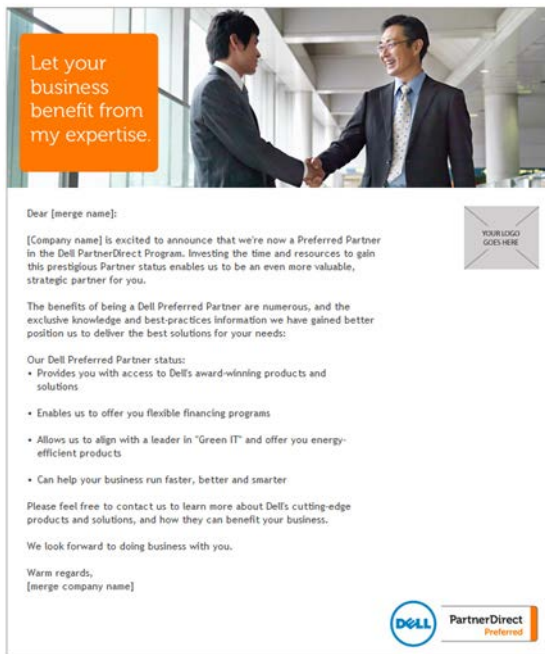 Let your
business
benefit from
my expertise.
Dear [merge name]:
YOUR LOGO
GOES HERE
[Company name] is excited to announce that we're now a Preferred Partner
in the Dell PartnerDirect Program. Investing the time and resources to gain
this prestigious Partner status enables us to be an even more valuable,
strategic partner for you.
The benefits of being a Dell Preferred Partner are numerous, and the
exclusive knowledge and best-practices information we have gained better
position us to deliver the best solutions for your needs:
Our Dell Preferred Partner status:
• Provides you with access to Dell's award-winning products and
solutions
• Enables us to offer you flexible financing programs
• Allows us to align with a leader in "Green IT" and offer you energy-
efficient products
• Can help your business run faster, better and smarter
Please feel free to contact us to learn more about Dell's cutting-edge
products and solutions, and how they can benefit your business.
We look forward to doing business with you.
Warm regards,
[merge company name]
DELL
PartnerDirect
Preferred